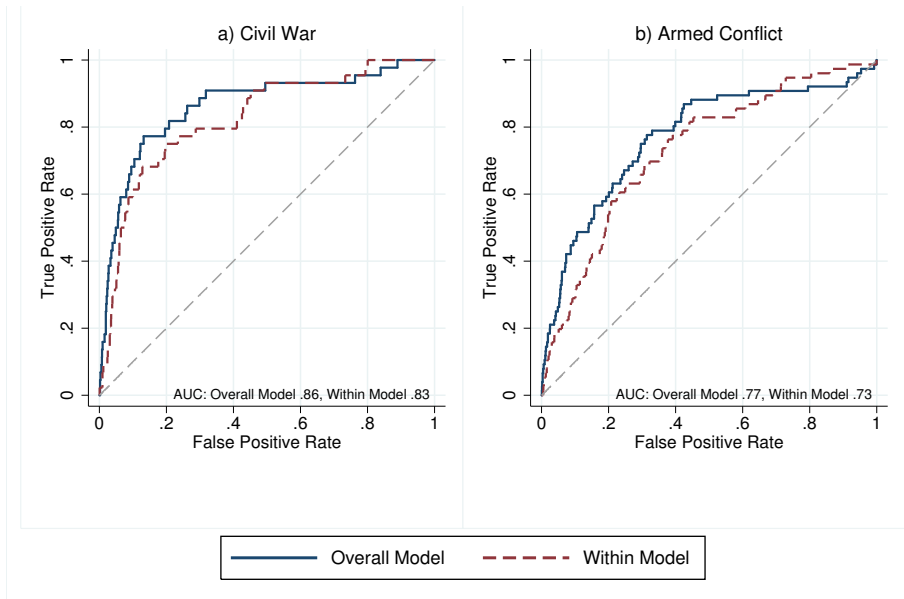 a) Civil War
True Positive Rate
1
.8
.6
.4
.2
0
AUC: Overall Model .86, Within Model .83
0 .2 .4 .6 .8 1
False Positive Rate
b) Armed Conflict
True Positive Rate
1
.8
.6
.4
.2
0
AUC: Overall Model .77, Within Model .73
0 .2 .4 .6 .8 1
False Positive Rate
Overall Model Within Model